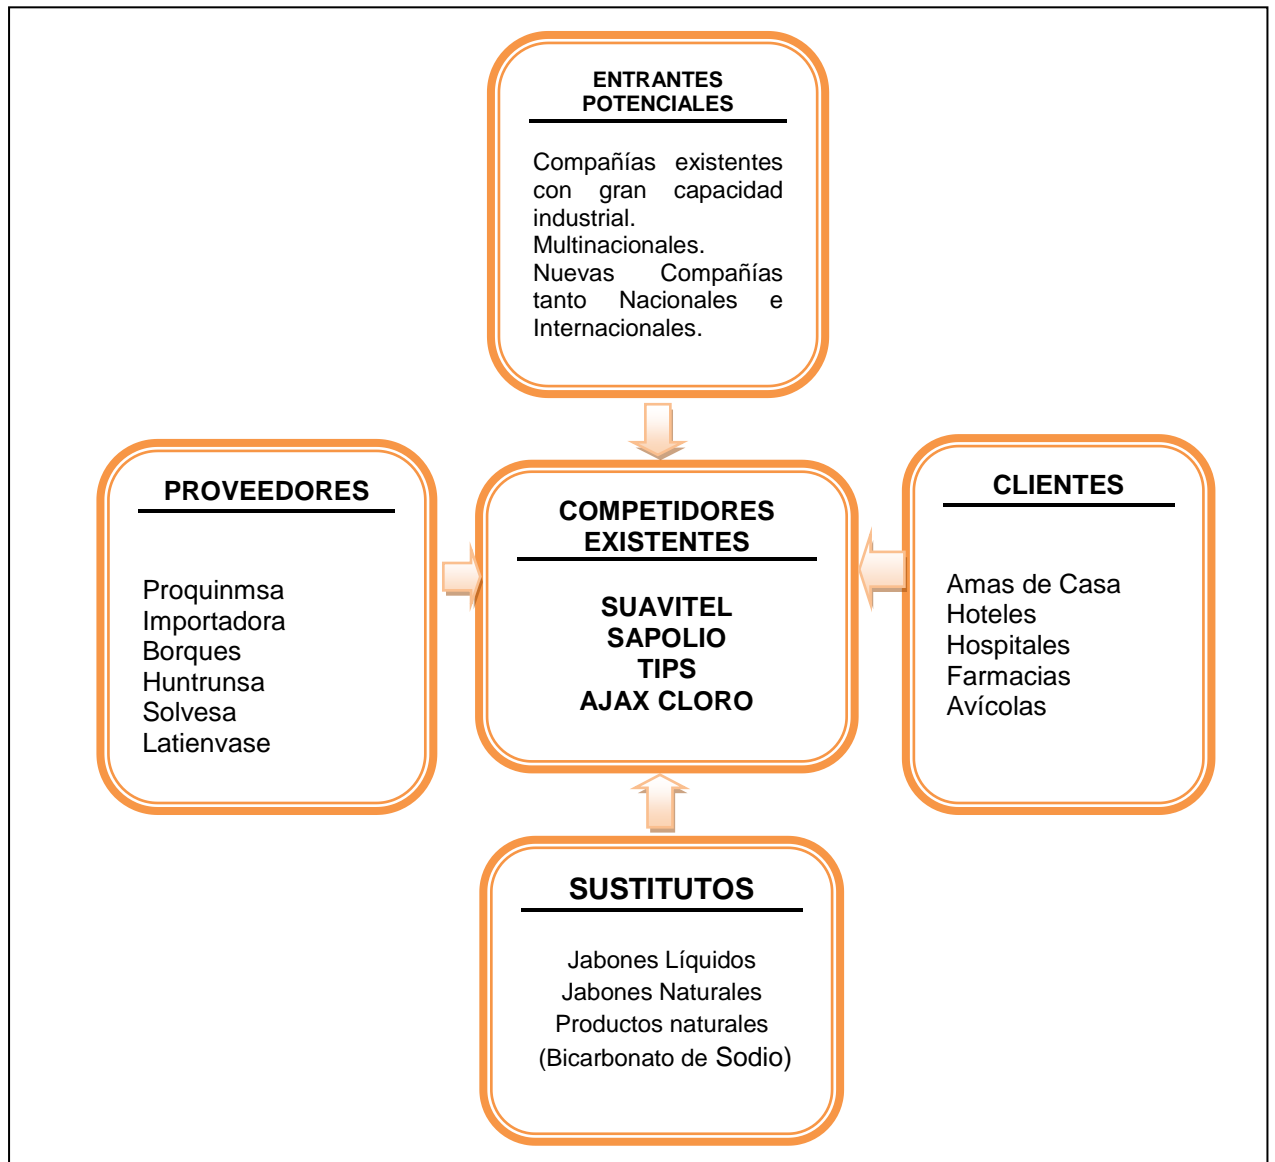 ENTRANTES
POTENCIALES
Compañías existentes
con gran capacidad
industrial.
Multinacionales.
Nuevas Compañías
tanto Nacionales e
Internacionales.
PROVEEDORES
Proquinmsa
Importadora
Borques
Huntrunsa
Solvesa
Latienvase
COMPETIDORES
EXISTENTES
SUAVITEL
SAPOLIO
TIPS
AJAX CLORO
CLIENTES
Amas de Casa
Hoteles
Hospitales
Farmacias
Avícolas
SUSTITUTOS
Jabones Líquidos
Jabones Naturales
Productos naturales
(Bicarbonato de Sodio)